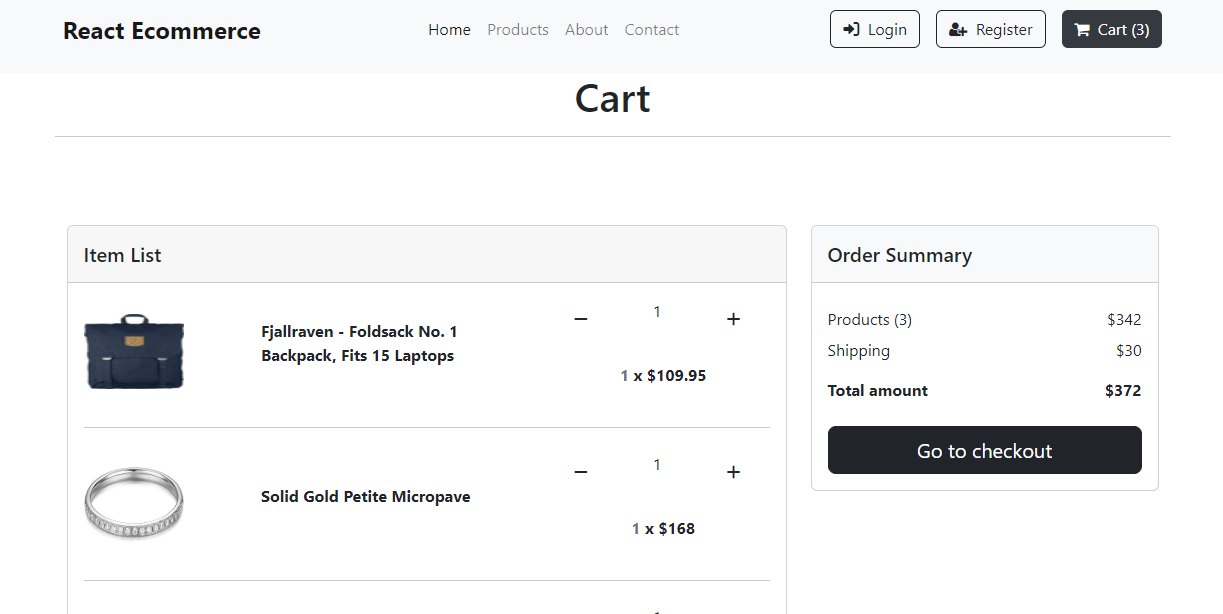 React Ecommerce
Home Products About Contact
Login Register Cart (3)
Cart
Item List
Fjallraven - Foldsack No. 1
Backpack, Fits 15 Laptops
1
1 x $109.95
Solid Gold Petite Micropave
1
1 x $168
Order Summary
Products (3) $342
Shipping $30
Total amount $372
Go to checkout